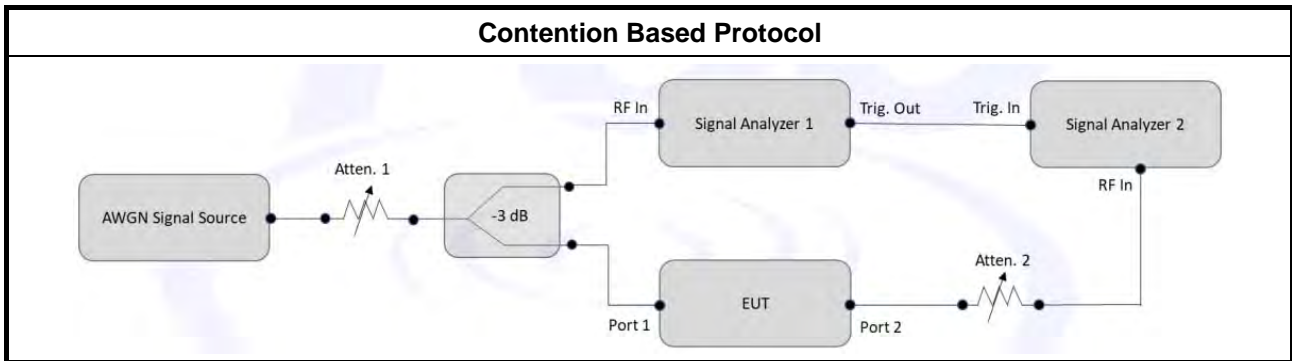 Contention Based Protocol
RF In
Signal Analyzer 1
Trig. Out
Trig. In
Signal Analyzer 2
Atten. 1
RF In
AWGN Signal Source
-3 dB
Atten. 2
EUT
Port 1
Port 2